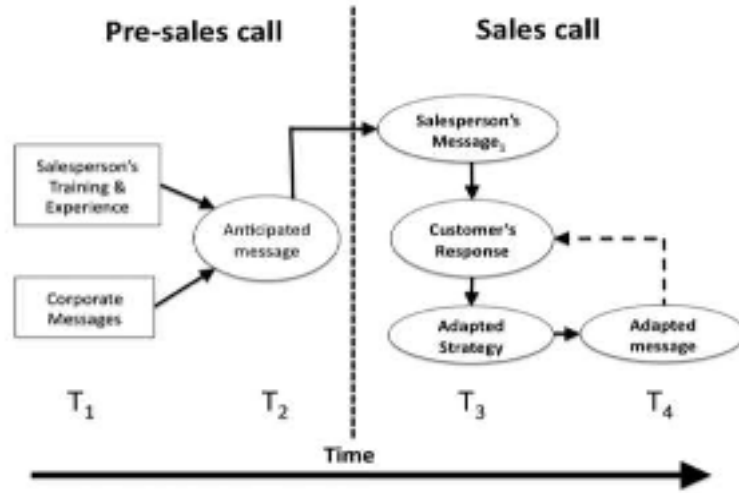 Pre-sales call
Sales call
Salesperson's
Training &
Experience
Corporate
Messages
Anticipated
message
Salesperson's
Message₁
Customer's
Response
Adapted
Strategy
Adapted
message
T₁
T₂
T₃
T₄
Time